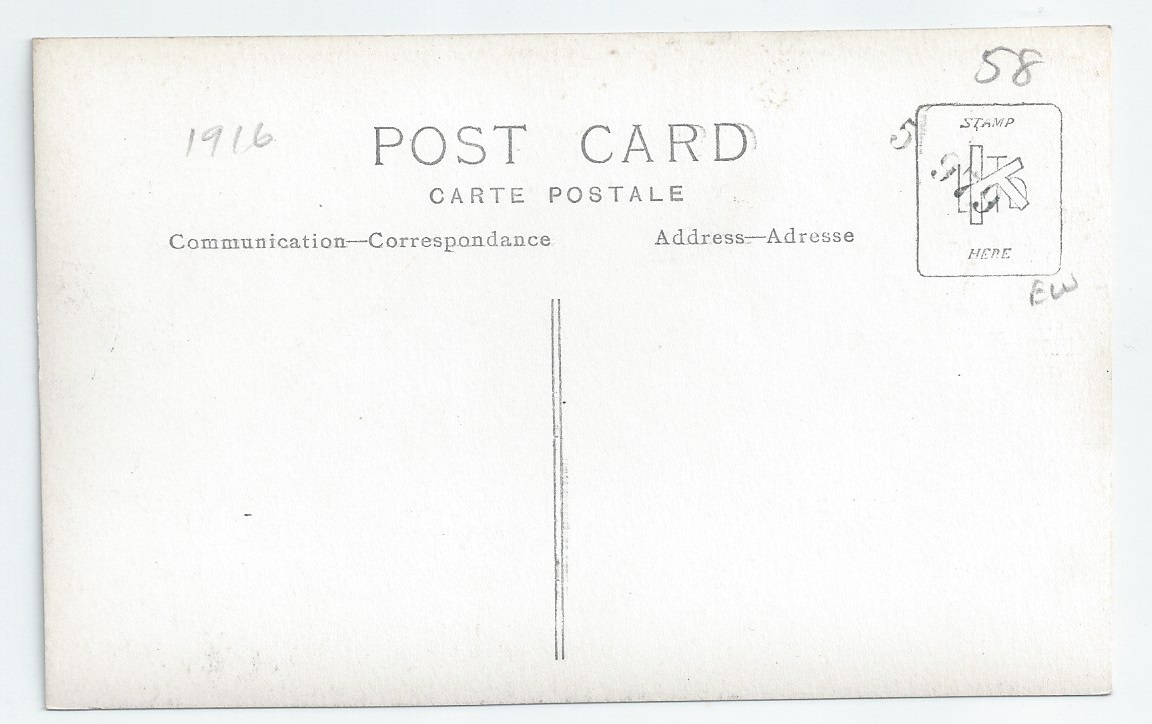 58
1916
POST CARD
STAMP
CARTE POSTALE
Communication—Correspondance
Address—Adresse
HERE
EW